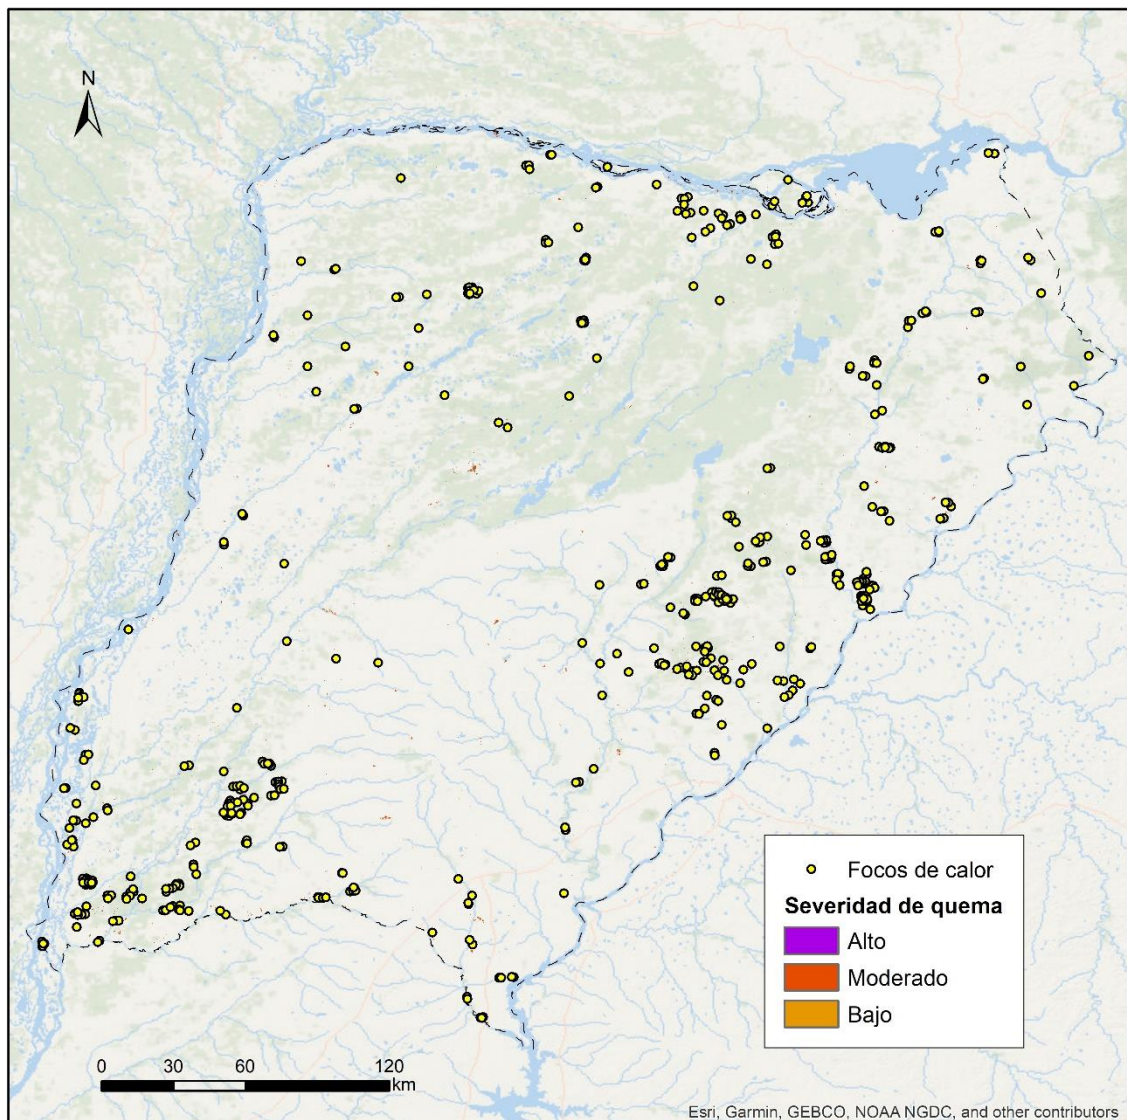 N
Focos de calor
Severidad de quema
Alto
Moderado
Bajo
0 30 60 120
km
Esri, Garmin, GEBCO, NOAA NGDC, and other contributors